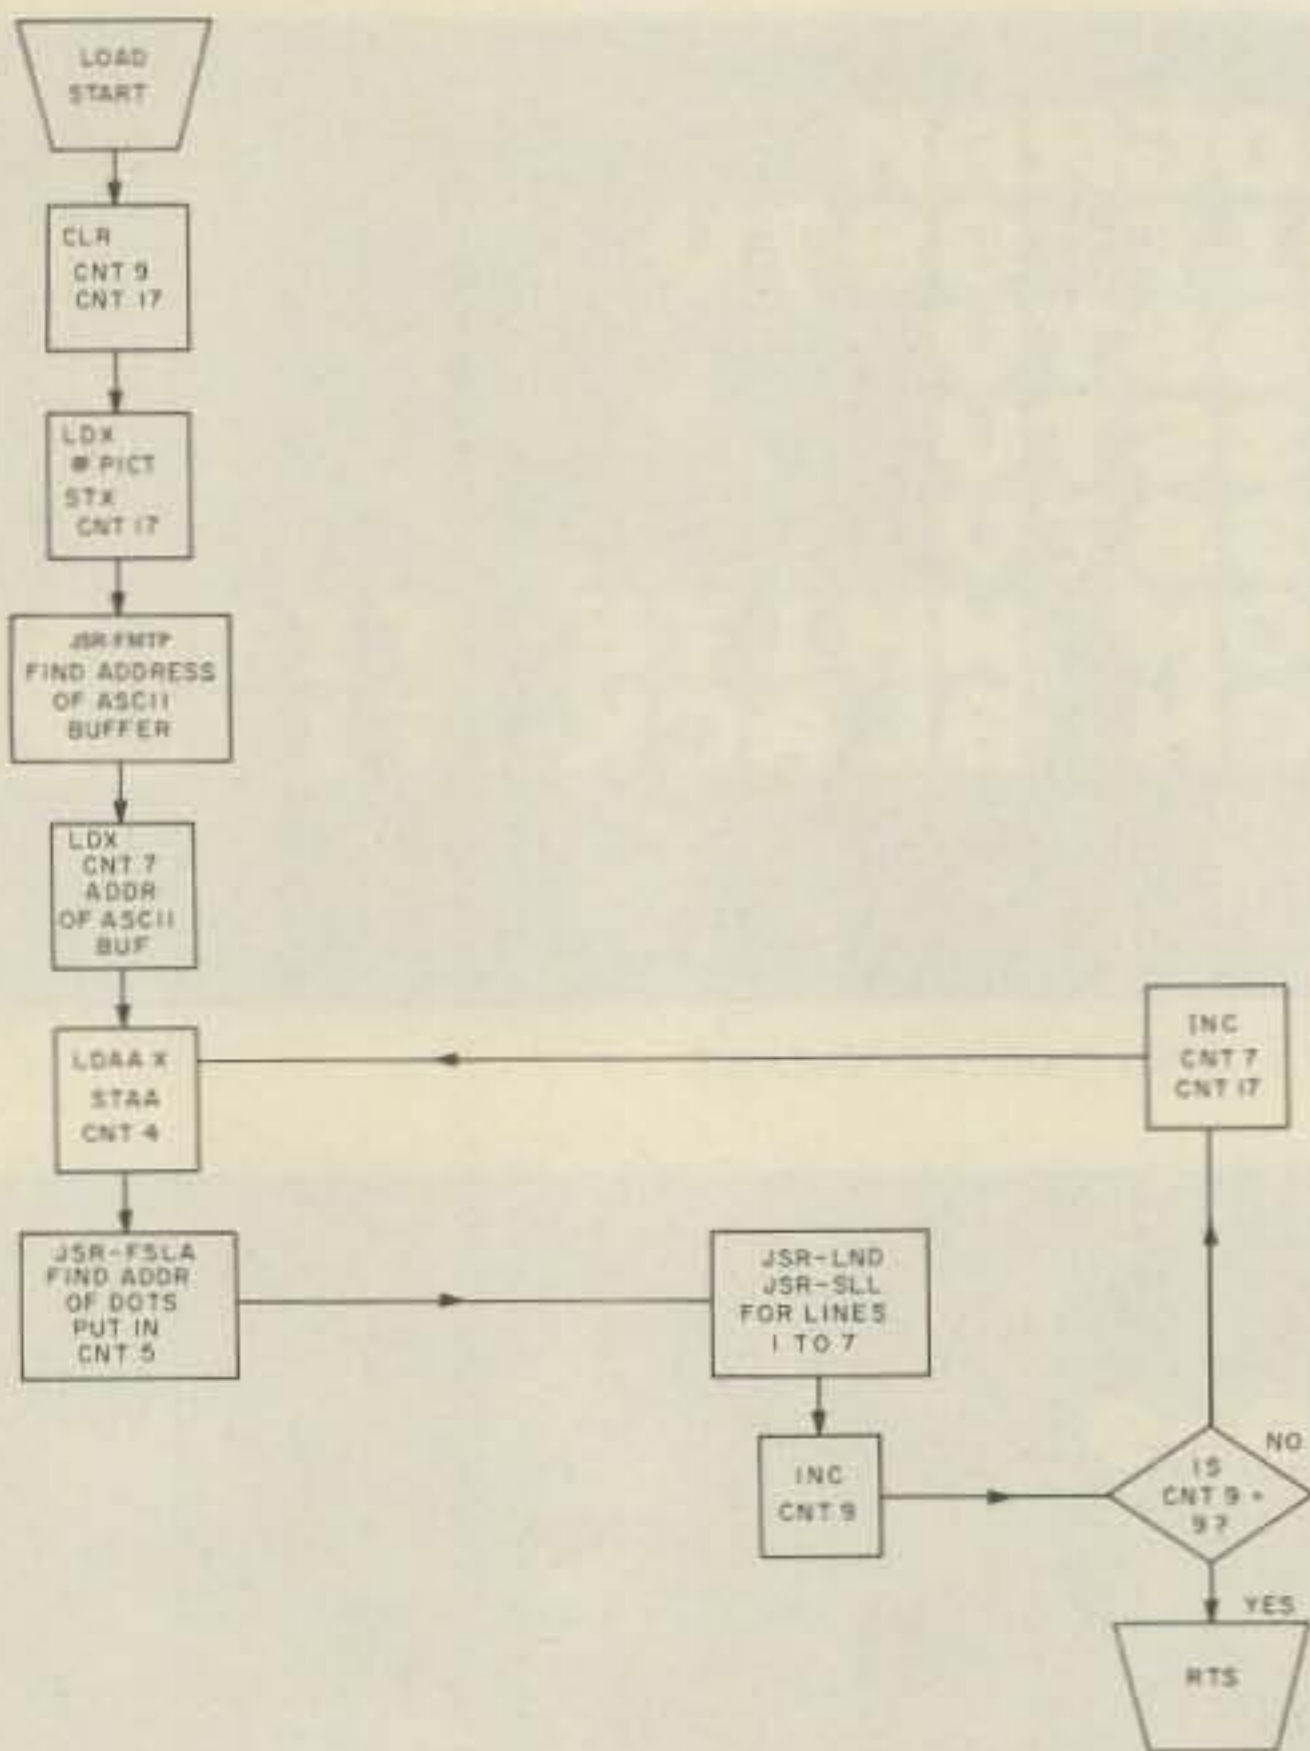 LOAD
START
CLR
CNT 9
CNT 17
LDX
# PICT
STX
CNT 17
JSR-FMTP
FIND ADDRESS
OF ASCII
BUFFER
LDX
CNT 7
ADDR
OF ASCII
BUF
LDAA X
STAA
CNT 4
JSR-FSLA
FIND ADDR
OF DOTS
PUT IN
CNT 5
JSR-LND
JSR-SLL
FOR LINES
1 TO 7
INC
CNT 9
IS
CNT 9 =
9?
NO
INC
CNT 7
CNT 17
YES
RTS